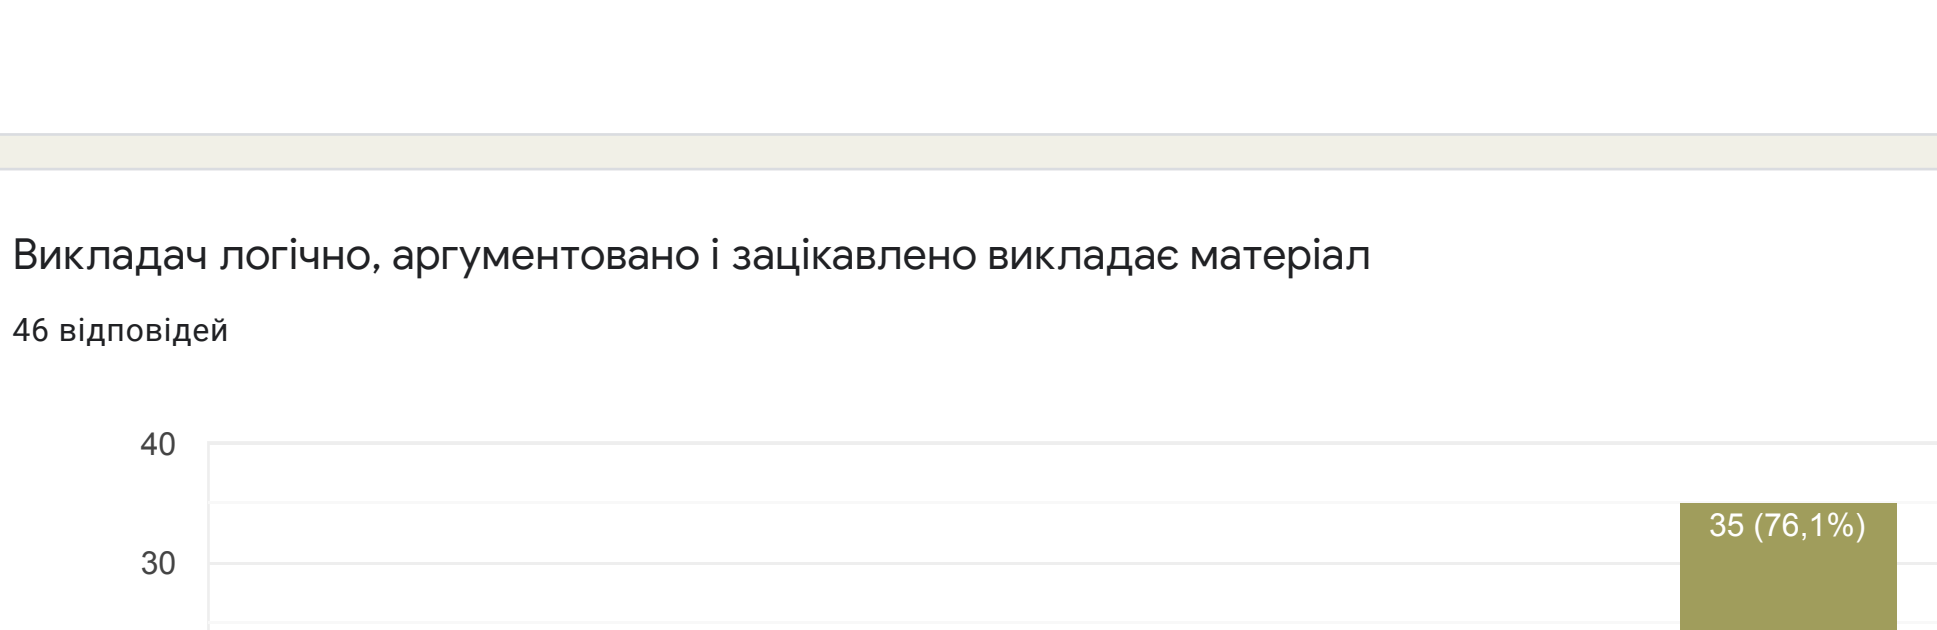 Викладач логічно, аргументовано і зацікавлено викладає матеріал
46 відповідей
40
35 (76,1%)
30